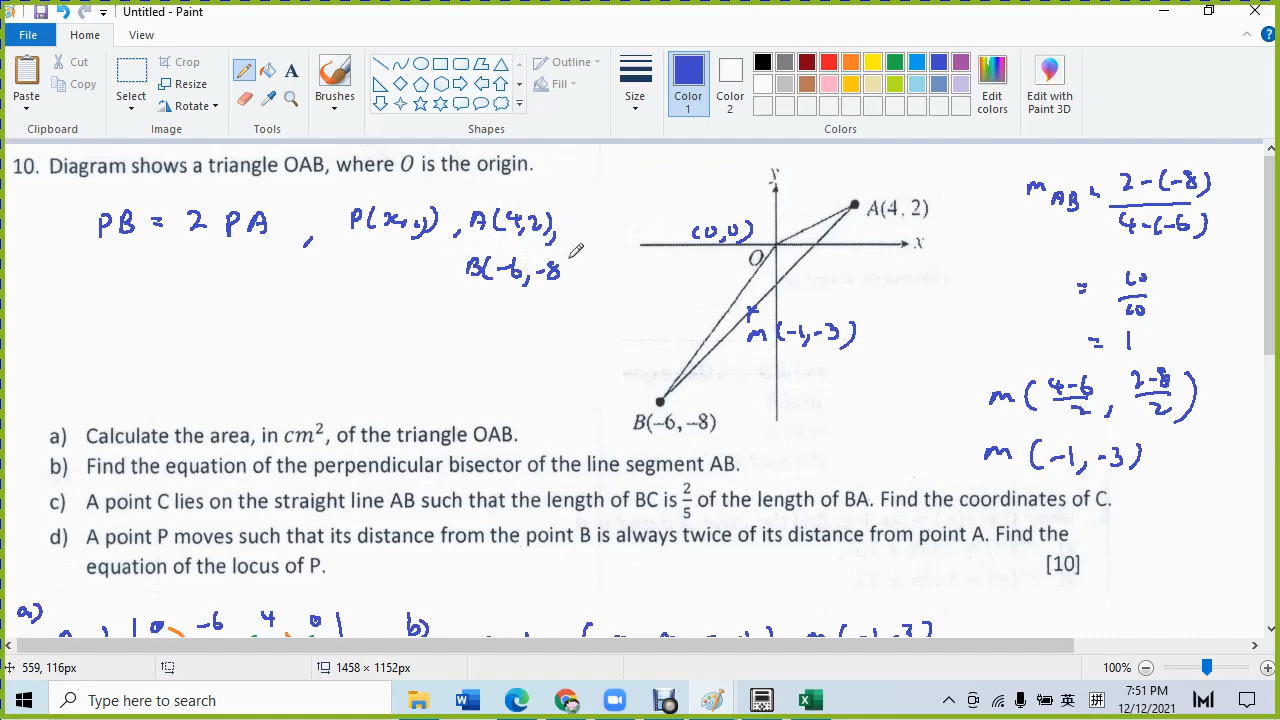 Untitled - Paint
File Home View
Paste Cut Copy Clipboard
Select Crop Resize Rotate Image
Tools
Brushes
Outline Fill Shapes
Size
Color 1
Color 2
Edit colors
Edit with Paint 3D
Colors
10. Diagram shows a triangle OAB, where O is the origin.
PB = 2 PA , P(x,y), A(4,2),
B(-6,-8
y
A(4, 2)
(0,0)
x
O
m(-1,-3)
B(–6, –8)
m AB = 2-(-8) / 4-(-6)
= 10/10
= 1
m (4-6/2, 2-8/2)
m (-1,-3)
a) Calculate the area, in cm², of the triangle OAB.
b) Find the equation of the perpendicular bisector of the line segment AB.
c) A point C lies on the straight line AB such that the length of BC is 2/5 of the length of BA. Find the coordinates of C.
d) A point P moves such that its distance from the point B is always twice of its distance from point A. Find the
equation of the locus of P. [10]
a)
0 -6 4 0
b)
559, 116px 1458 × 1152px 100%
Type here to search
英 拼
7:51 PM
12/12/2021